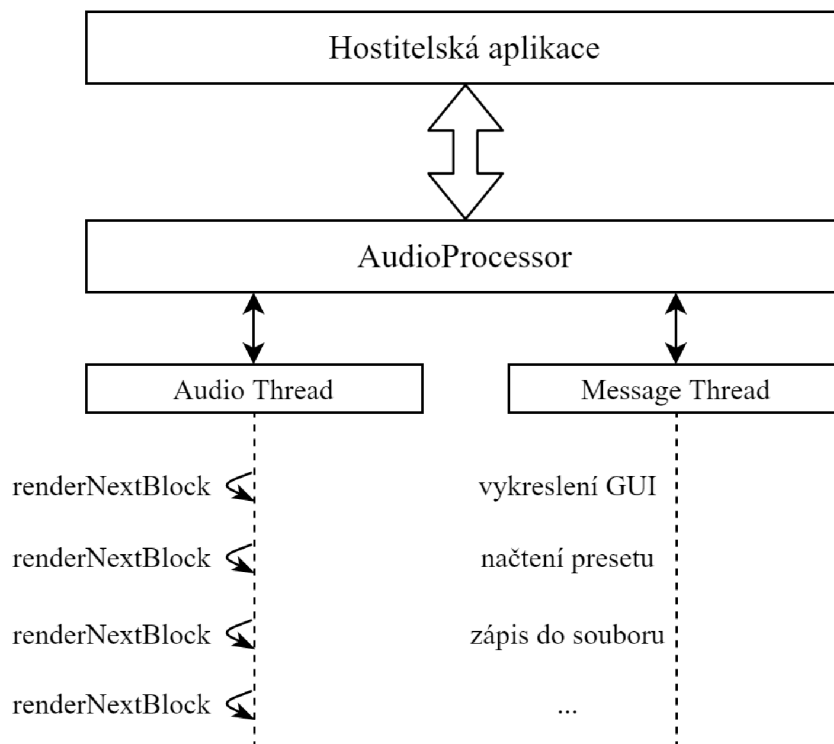 Hostitelská aplikace
AudioProcessor
Audio Thread
Message Thread
renderNextBlock
vykreslení GUI
renderNextBlock
načtení presetu
renderNextBlock
zápis do souboru
renderNextBlock
...